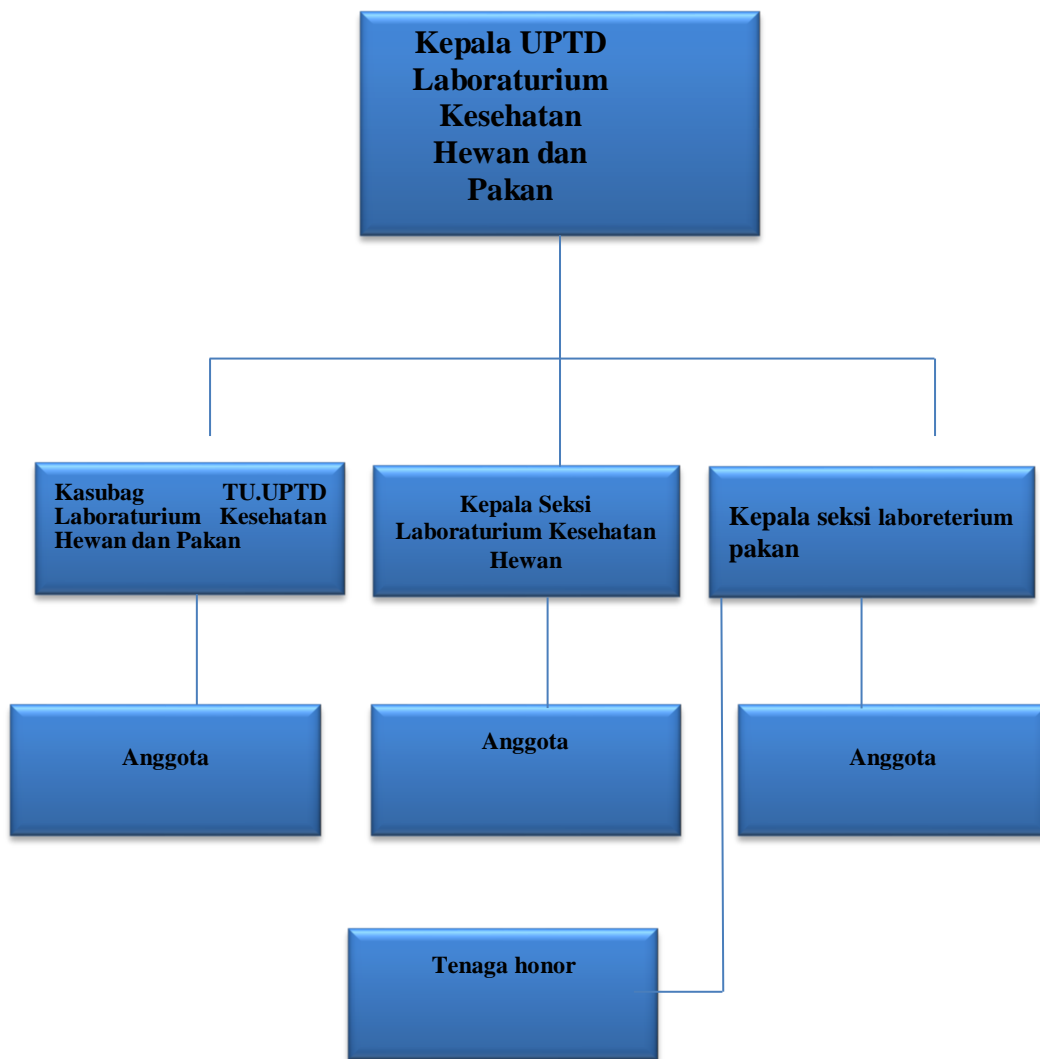 Kepala UPTD
Laboraturium
Kesehatan
Hewan dan
Pakan
Kasubag TU.UPTD
Laboraturium Kesehatan
Hewan dan Pakan
Kepala Seksi
Laboraturium Kesehatan
Hewan
Kepala seksi laboreterium
pakan
Anggota
Anggota
Anggota
Tenaga honor